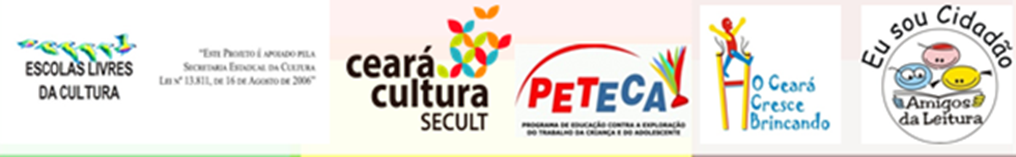 ESCOLAS LIVRES
DA CULTURA
“ESTE PROJETO É APOIADO PELA
SECRETARIA ESTADUAL DA CULTURA
LEI Nº 13.811, DE 16 DE AGOSTO DE 2006”
ceará
cultura
SECULT
PETECA
PROGRAMA DE EDUCAÇÃO CONTRA A EXPLORAÇÃO
DO TRABALHO DA CRIANÇA E DO ADOLESCENTE
O Ceará
Cresce
Brincando
Eu sou Cidadão
Amigos
da Leitura